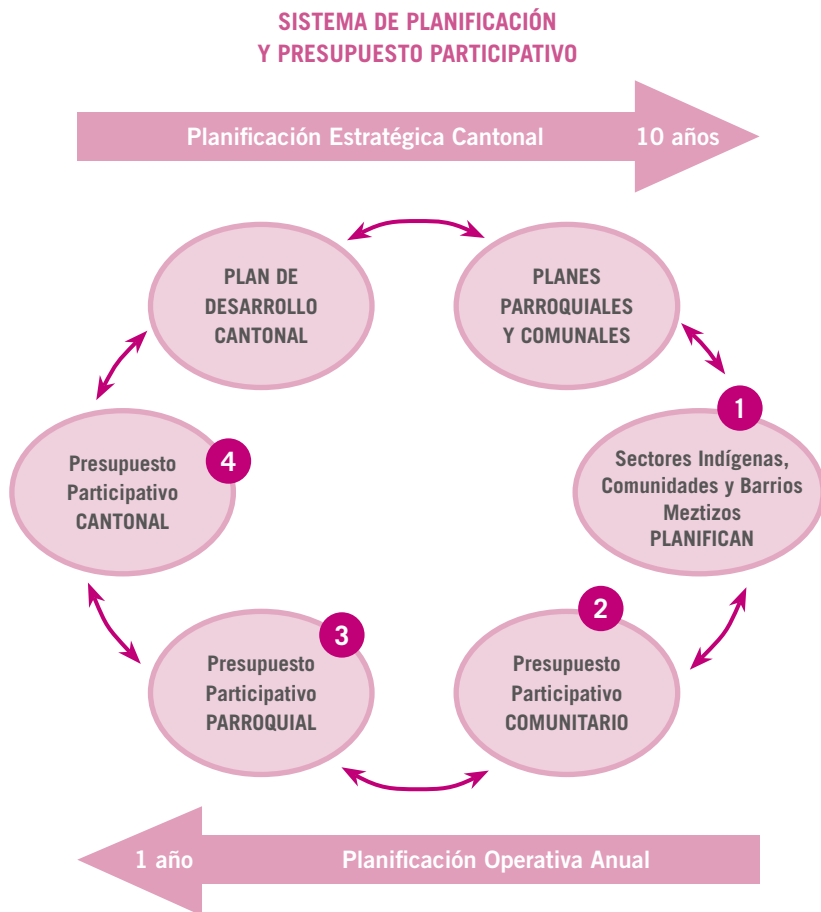 SISTEMA DE PLANIFICACIÓN
Y PRESUPUESTO PARTICIPATIVO
Planificación Estratégica Cantonal 10 años
PLAN DE
DESARROLLO
CANTONAL
PLANES
PARROQUIALES
Y COMUNALES
1
Sectores Indígenas,
Comunidades y Barrios
Meztizos
PLANIFICAN
4
Presupuesto
Participativo
CANTONAL
2
Presupuesto
Participativo
COMUNITARIO
3
Presupuesto
Participativo
PARROQUIAL
1 año Planificación Operativa Anual